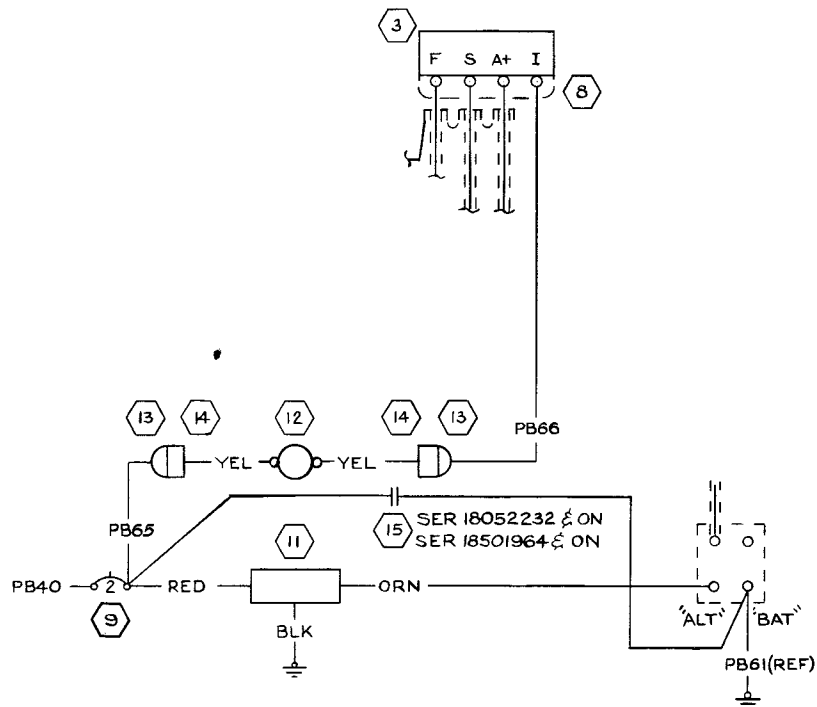 3
F S A+ I
8
13 14 12 14 13
YEL YEL
PB66
PB65
15 SER 18052232 & ON
SER 18501964 & ON
11
PB40 2 RED ORN
9
BLK
"ALT" "BAT"
PB61(REF)